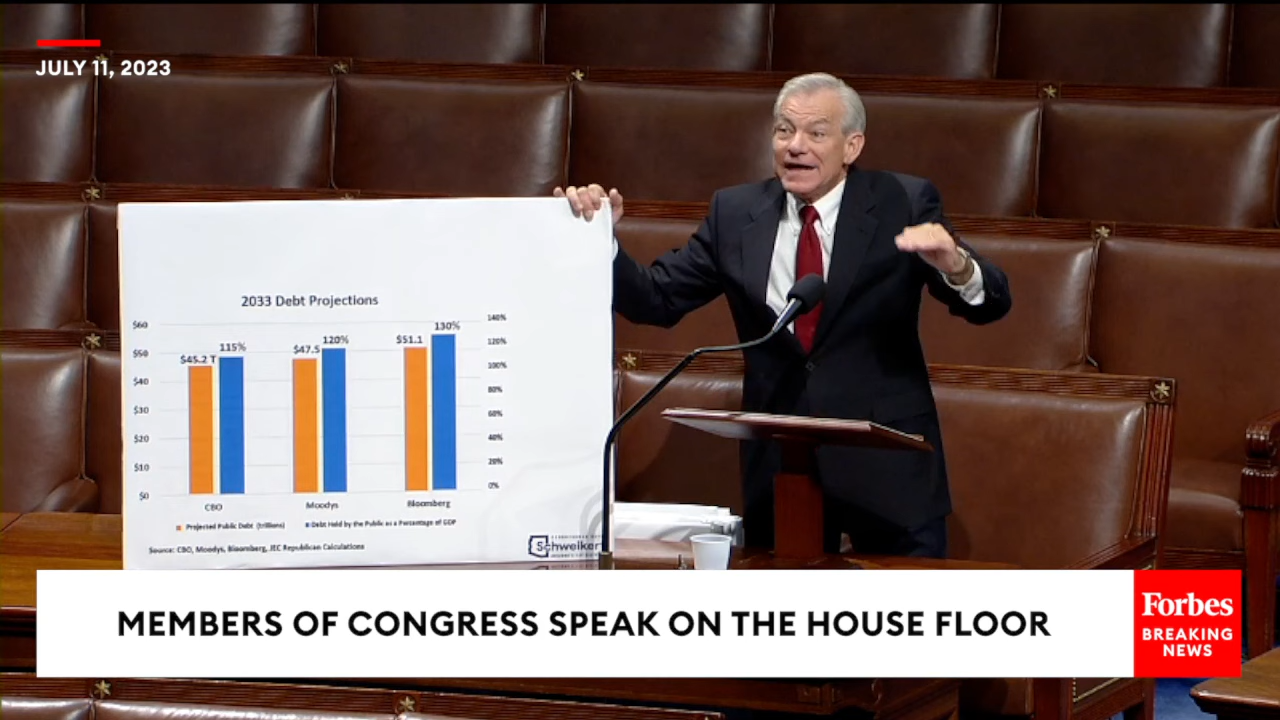 JULY 11, 2023
2033 Debt Projections
$60
$50
$40
$30
$20
$10
$0
140%
120%
100%
80%
60%
40%
20%
0%
$45.2 T
115%
$47.5
120%
$51.1
130%
CBO
Moodys
Bloomberg
Projected Public Debt (trillions)
Debt Held by the Public as a Percentage of GDP
Source: CBO, Moodys, Bloomberg, JEC Republican Calculations
Schweiker
MEMBERS OF CONGRESS SPEAK ON THE HOUSE FLOOR
Forbes
BREAKING
NEWS